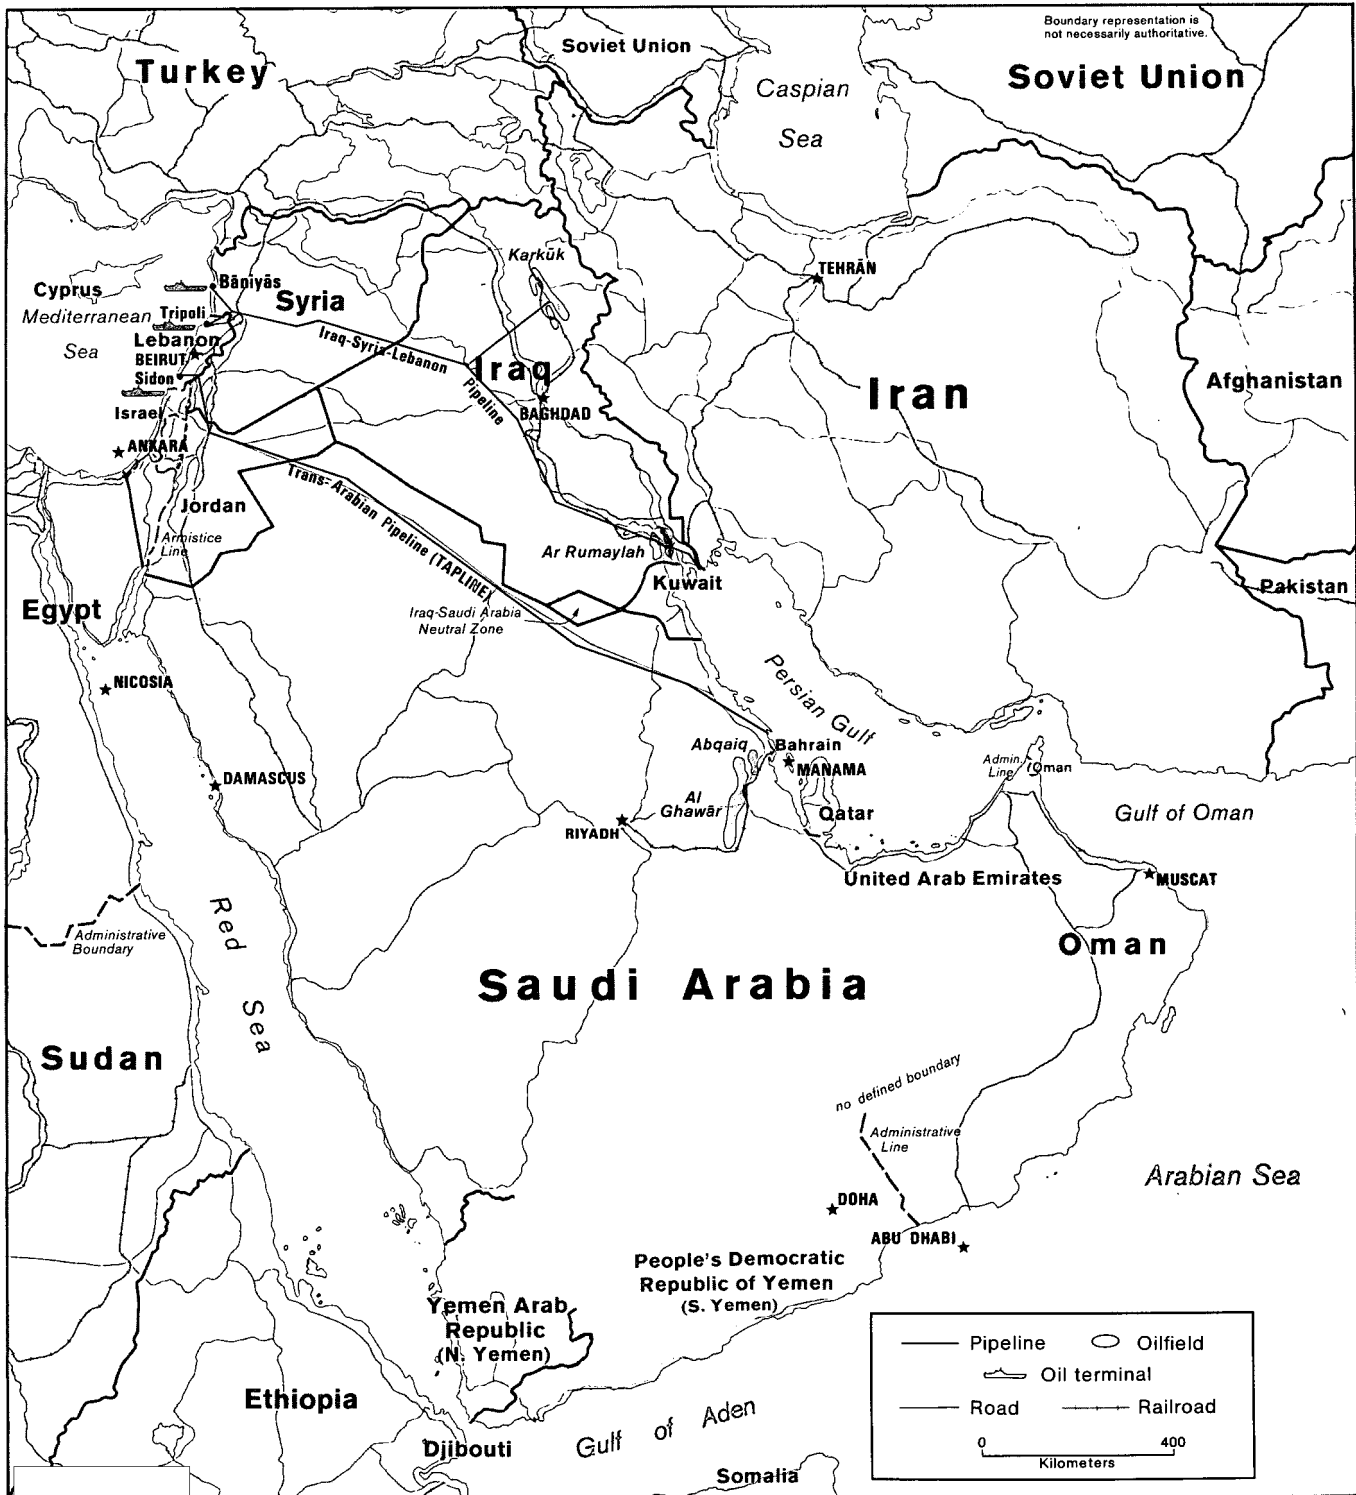 Boundary representation is
not necessarily authoritative.
Soviet Union
Turkey
Soviet Union
Caspian
Sea
Karkūk
TEHRĀN
Bāniyās
Cyprus
Syria
Mediterranean
Tripoli
Sea
Lebanon
BEIRUT
Iraq-Syria-Lebanon
Pipeline
Iraq
Sidon
Iran
Afghanistan
Israel
BAGHDAD
ANKARA
Trans-Arabian Pipeline (TAPLINE)
Jordan
Armistice
Line
Ar Rumaylah
Kuwait
Pakistan
Egypt
Iraq-Saudi Arabia
Neutral Zone
NICOSIA
Persian Gulf
Abqaiq
Bahrain
MANAMA
Admin.
Line
Oman
DAMASCUS
Al
Ghawār
Qatar
Gulf of Oman
RIYADH
United Arab Emirates
MUSCAT
Red Sea
Administrative
Boundary
Oman
Saudi Arabia
Sudan
no defined boundary
Administrative
Line
Arabian Sea
DOHA
ABU DHABI
People's Democratic
Republic of Yemen
(S. Yemen)
Yemen Arab
Republic
(N. Yemen)
Ethiopia
Djibouti
Gulf of Aden
Somalia
Pipeline
Oilfield
Oil terminal
Road
Railroad
0 400
Kilometers